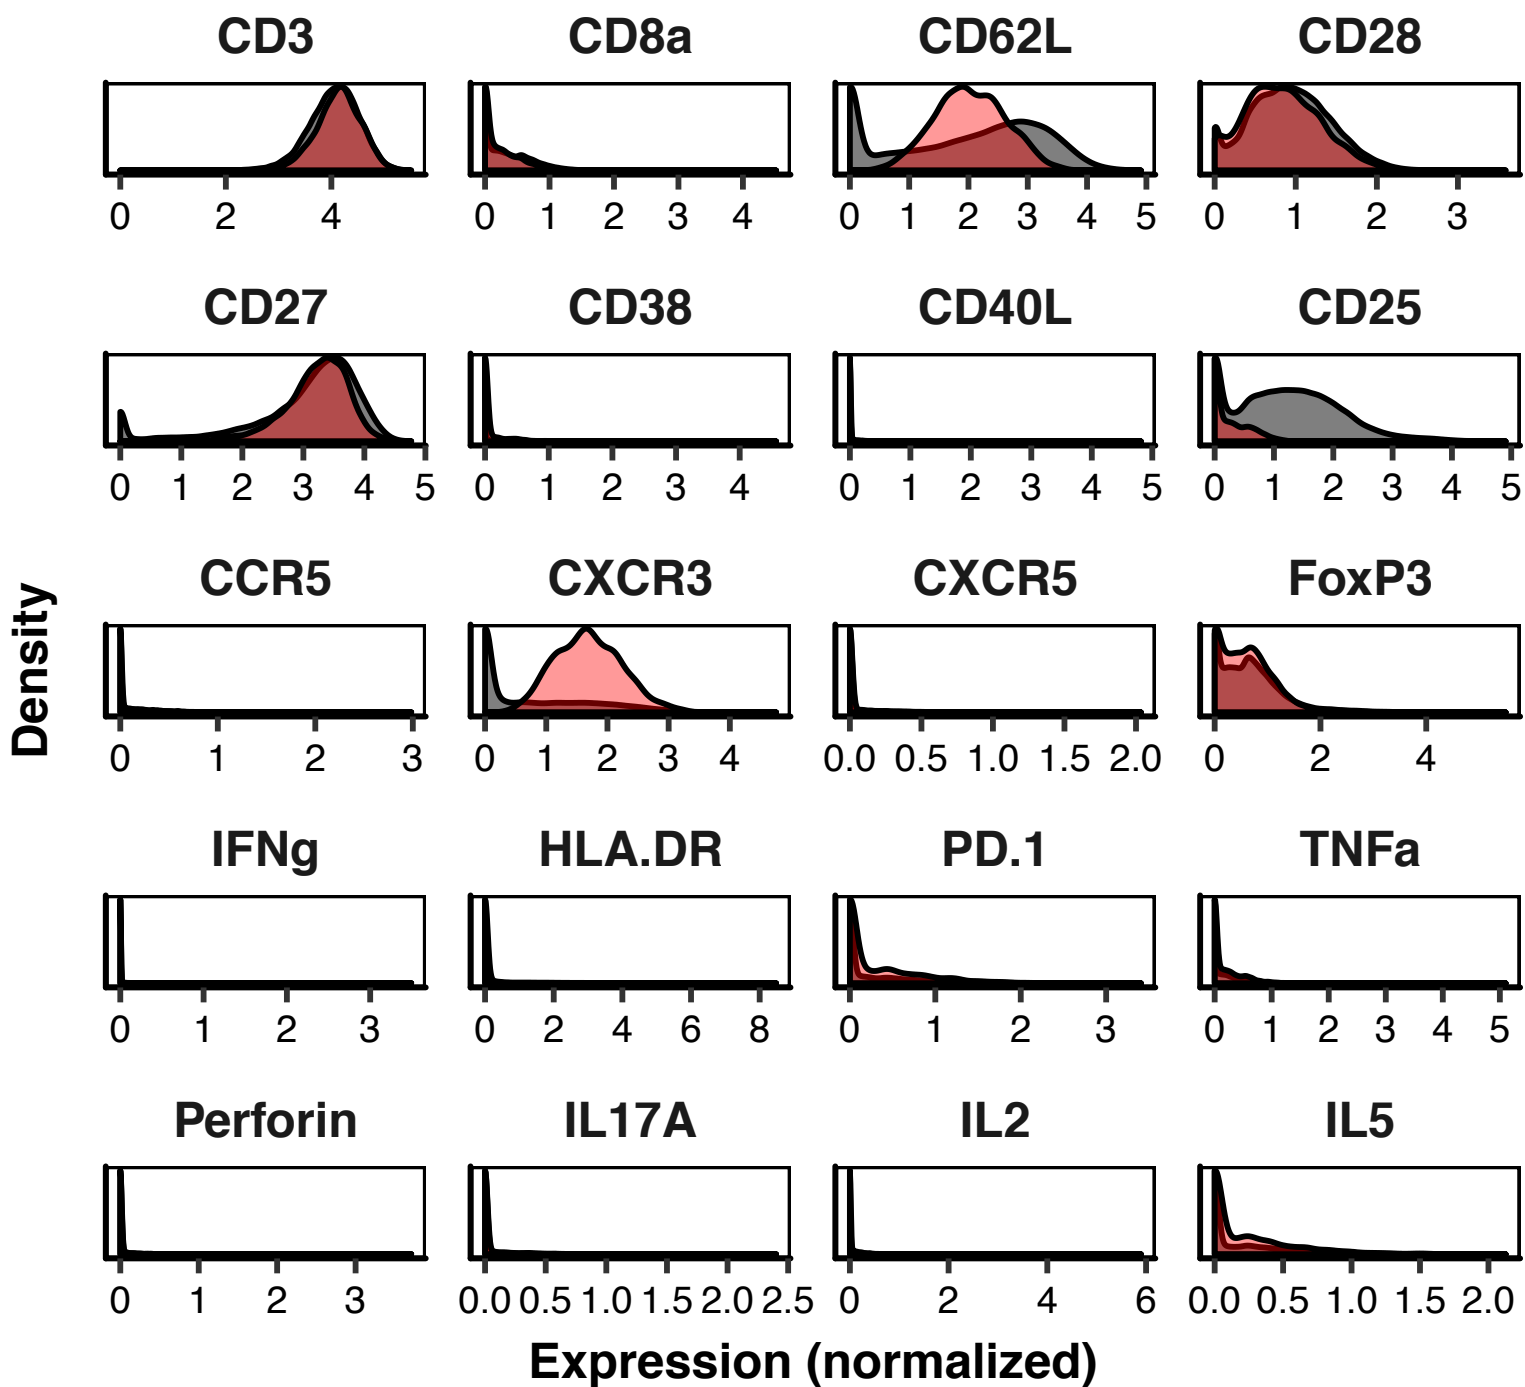 CD3 CD8a CD62L CD28
0 2 4 0 1 2 3 4 0 1 2 3 4 5 0 1 2 3
CD27 CD38 CD40L CD25
0 1 2 3 4 5 0 1 2 3 4 0 1 2 3 4 5 0 1 2 3 4 5
CCR5 CXCR3 CXCR5 FoxP3
0 1 2 3 0 1 2 3 4 0.0 0.5 1.0 1.5 2.0 0 2 4
Density
IFNg HLA.DR PD.1 TNFa
0 1 2 3 0 2 4 6 8 0 1 2 3 0 1 2 3 4 5
Perforin IL17A IL2 IL5
0 1 2 3 0.0 0.5 1.0 1.5 2.0 2.5 0 2 4 6 0.0 0.5 1.0 1.5 2.0
Expression (normalized)